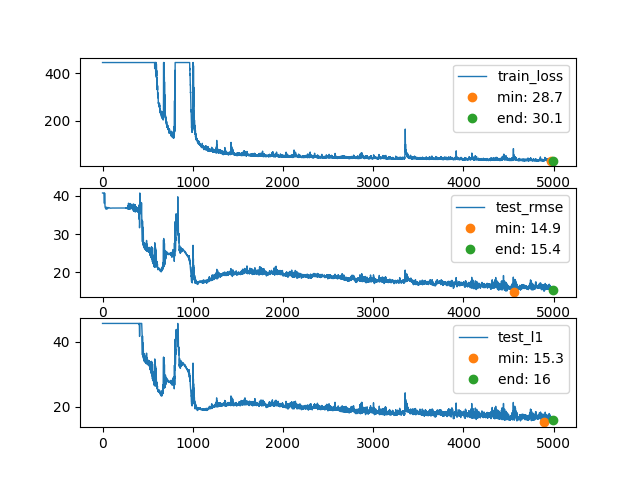 400
200
train_loss
min: 28.7
end: 30.1
0 1000 2000 3000 4000 5000
40
30
20
test_rmse
min: 14.9
end: 15.4
0 1000 2000 3000 4000 5000
40
20
test_l1
min: 15.3
end: 16
0 1000 2000 3000 4000 5000